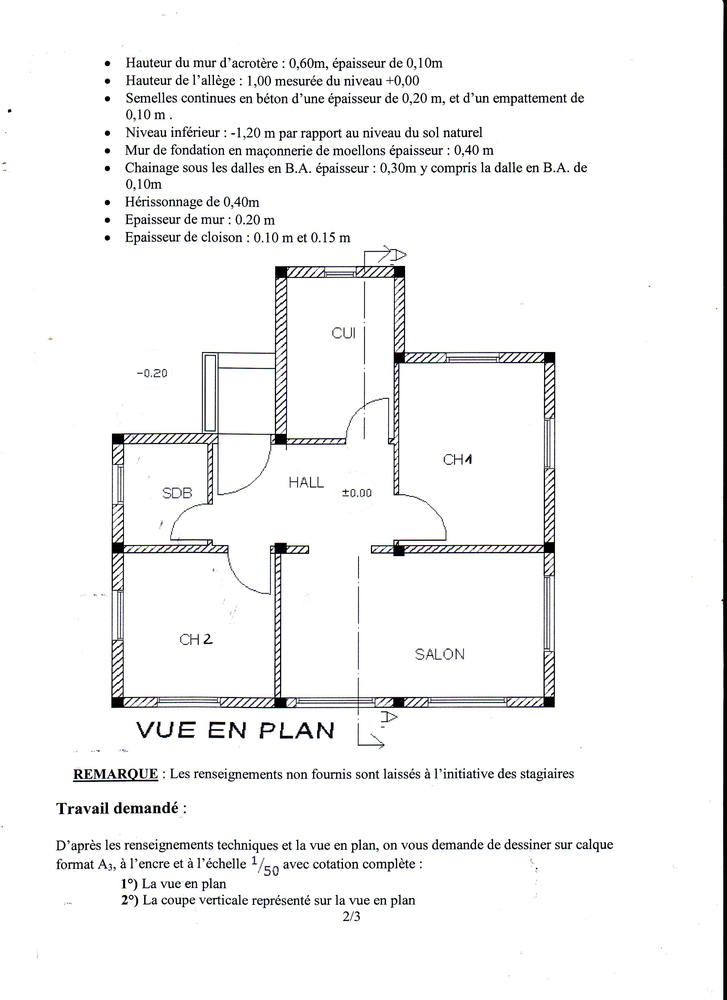 • Hauteur du mur d'acrotère : 0,60m, épaisseur de 0,10m
• Hauteur de l'allège : 1,00 mesurée du niveau +0,00
• Semelles continues en béton d'une épaisseur de 0,20 m, et d'un empattement de
0,10 m .
• Niveau inférieur : -1,20 m par rapport au niveau du sol naturel
• Mur de fondation en maçonnerie de moellons épaisseur : 0,40 m
• Chainage sous les dalles en B.A. épaisseur : 0,30m y compris la dalle en B.A. de
0,10m
• Hérissonnage de 0,40m
• Epaisseur de mur : 0.20 m
• Epaisseur de cloison : 0.10 m et 0.15 m
A
CUI
-0.20
CH1
HALL
±0.00
SDB
CH2
SALON
A
VUE EN PLAN
REMARQUE : Les renseignements non fournis sont laissés à l'initiative des stagiaires
Travail demandé :
D'après les renseignements techniques et la vue en plan, on vous demande de dessiner sur calque
format A3, à l'encre et à l'échelle 1/50 avec cotation complète :
1°) La vue en plan
2°) La coupe verticale représenté sur la vue en plan
2/3